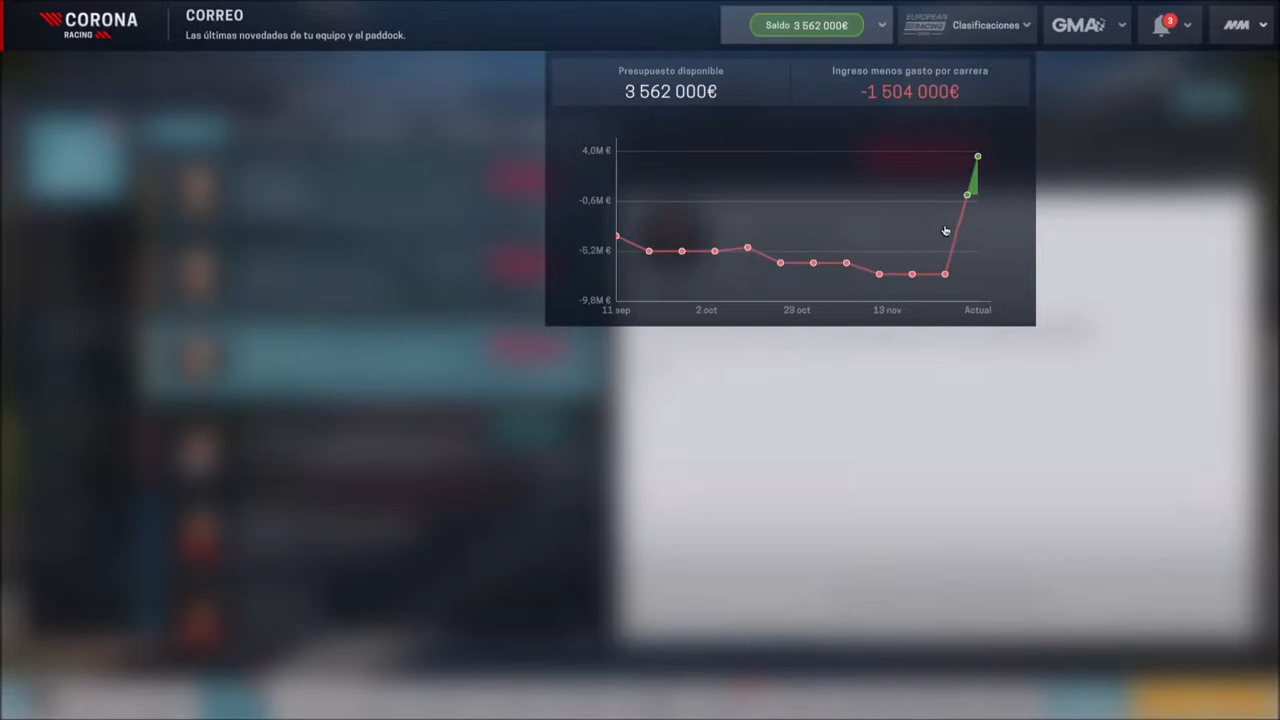 CORONA
RACING
CORREO
Las últimas novedades de tu equipo y el paddock.
Saldo 3 562 000€
EUROPEAN
RACING
Clasificaciones
GMA
3
Presupuesto disponible
3 562 000€
Ingreso menos gasto por carrera
-1 504 000€
4,0M €
-0,6M €
-5,2M €
-9,8M €
11 sep
2 oct
29 oct
13 nov
Actual